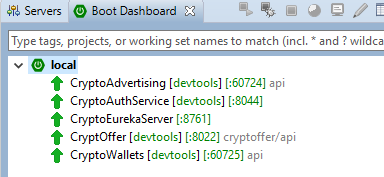 Servers Boot Dashboard
Type tags, projects, or working set names to match (incl. * and ? wildca
local
CryptoAdvertising [devtools] [:60724] api
CryptoAuthService [devtools] [:8044]
CryptoEurekaServer [:8761]
CryptOffer [devtools] [:8022] cryptoffer/api
CryptoWallets [devtools] [:60725] api